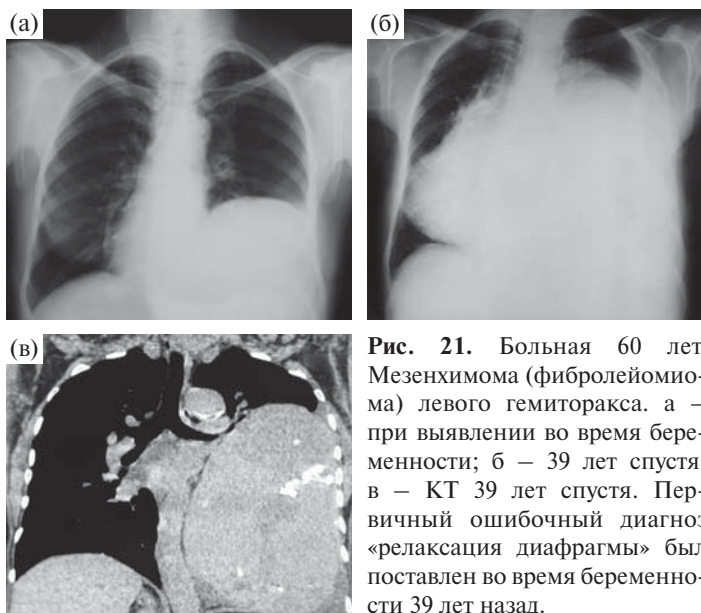 (а)
(б)
(в)
Рис. 21. Больная 60 лет
Мезенхимома (фибролейомио-
ма) левого гемиторакса. а –
при выявлении во время бере-
менности; б – 39 лет спустя
в – КТ 39 лет спустя. Пер-
вичный ошибочный диагноз
«релаксация диафрагмы» был
поставлен во время беременно-
сти 39 лет назад.